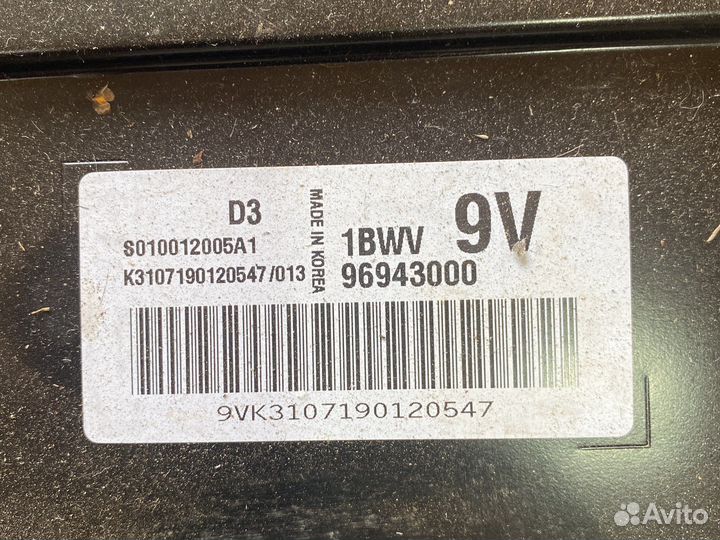 D3
S010012005A1
K3107190120547/013
MADE IN KOREA
1BWV
9V
96943000
9VK3107190120547
Avito